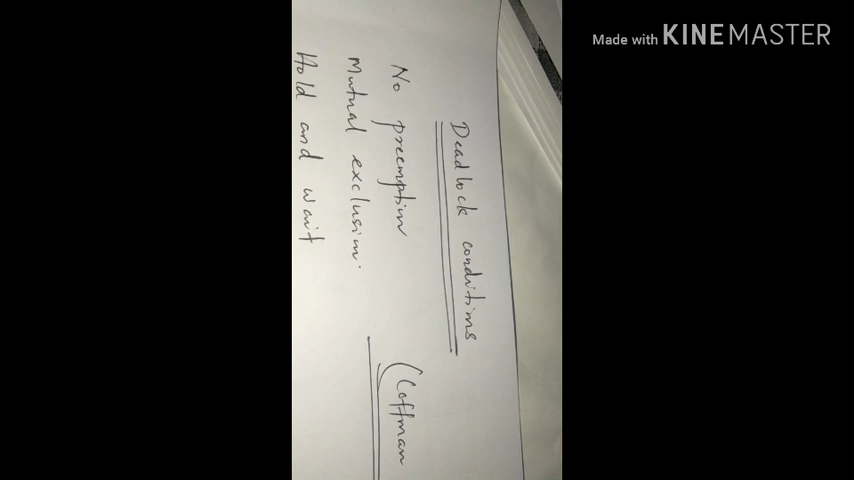 Made with KINEMASTER
Deadlock conditions
No preemption (Coffman
Mutual exclusion.
Hold and wait